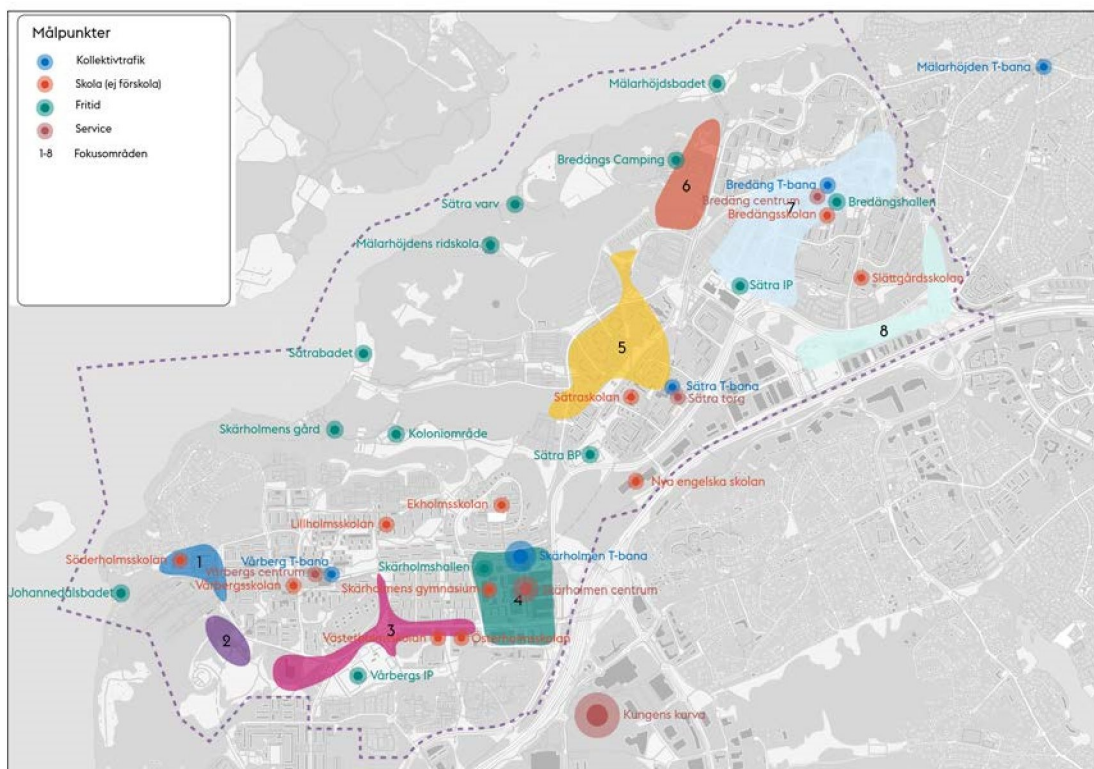 Målpunkter
Kollektivtrafik
Skola (ej förskola)
Fritid
Service
1-8 Fokusområden
Mälarhöjden T-bana
Mälarhöjdsbadet
Bredängs Camping
6
Bredäng T-bana
Bredäng centrum
Bredängshallen
7
Bredängsskolan
Sätra varv
Mälarhöjdens ridskola
Slättgårdsskolan
Sätra IP
8
5
Sätrabadet
Sätra T-bana
Sätraskolan
Sätra torg
Skärholmens gård
Koloniområde
Sätra BP
Nya engelska skolan
Ekholmsskolan
Lillholmsskolan
Söderholmsskolan
1
Vårberg T-bana
Skärholmen T-bana
Skärholmshallen
Vårbergs centrum
Vårbergsskolan
Skärholmens gymnasium
Skärholmen centrum
4
Johannedalsbadet
2
3
Västerholmsskolan
Österholmsskolan
Vårbergs IP
Kungens kurva